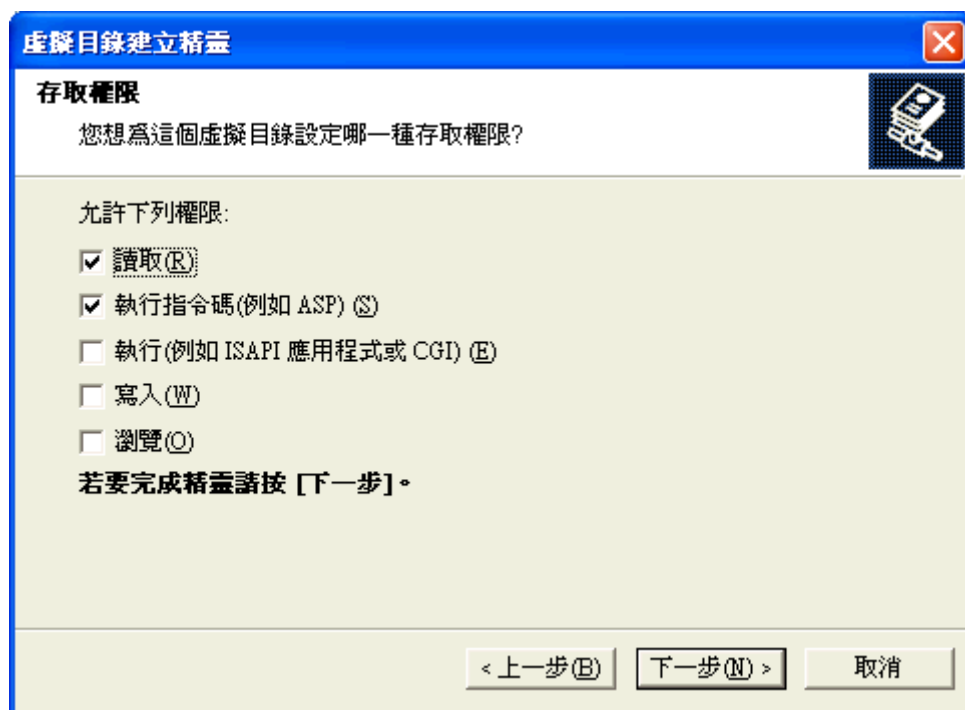 虛擬目錄建立精靈
存取權限
您想為這個虛擬目錄設定哪一種存取權限?
允許下列權限:
讀取(R)
執行指令碼(例如 ASP) (S)
執行(例如 ISAPI 應用程式或 CGI) (E)
寫入(W)
瀏覽(O)
若要完成精靈請按 [下一步]。
< 上一步(B)
下一步(N) >
取消